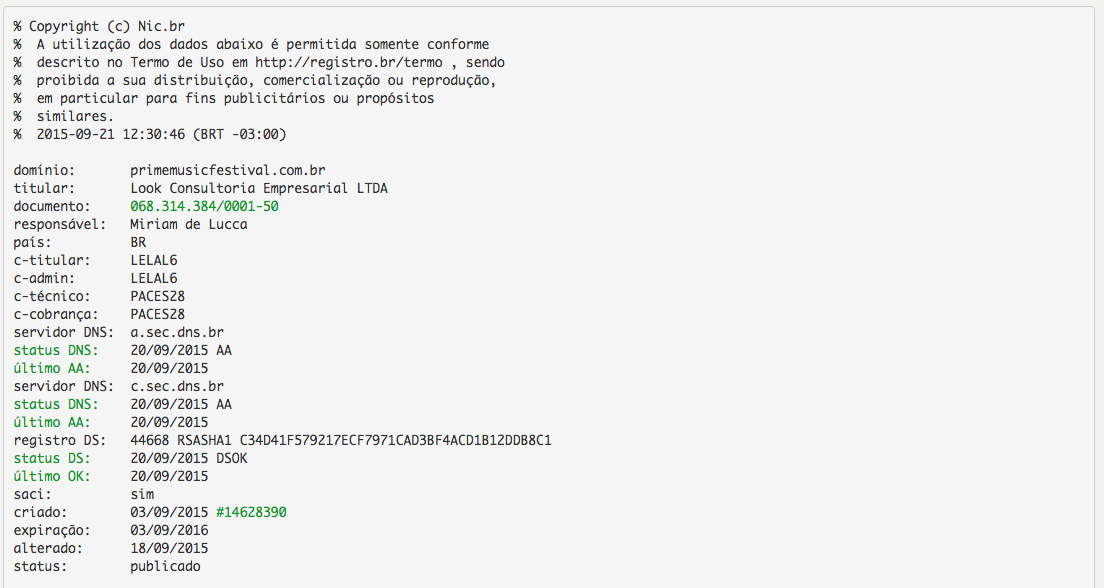 % Copyright (c) Nic.br
%  A utilização dos dados abaixo é permitida somente conforme
%  descrito no Termo de Uso em http://registro.br/termo , sendo
%  proibida a sua distribuição, comercialização ou reprodução,
%  em particular para fins publicitários ou propósitos
%  similares.
%  2015-09-21 12:30:46 (BRT -03:00)

domínio:       primemusicfestival.com.br
titular:       Look Consultoria Empresarial LTDA
documento:     068.314.384/0001-50
responsável:   Miriam de Lucca
país:          BR
c-titular:     LELAL6
c-admin:       LELAL6
c-técnico:     PACES28
c-cobrança:    PACES28
servidor DNS:  a.sec.dns.br
status DNS:    20/09/2015 AA
último AA:     20/09/2015
servidor DNS:  c.sec.dns.br
status DNS:    20/09/2015 AA
último AA:     20/09/2015
registro DS:   44668 RSASHA1 C34D41F579217ECF7971CAD3BF4ACD1B12DDB8C1
status DS:     20/09/2015 DSOK
último OK:     20/09/2015
saci:          sim
criado:        03/09/2015 #14628390
expiração:     03/09/2016
alterado:      18/09/2015
status:        publicado